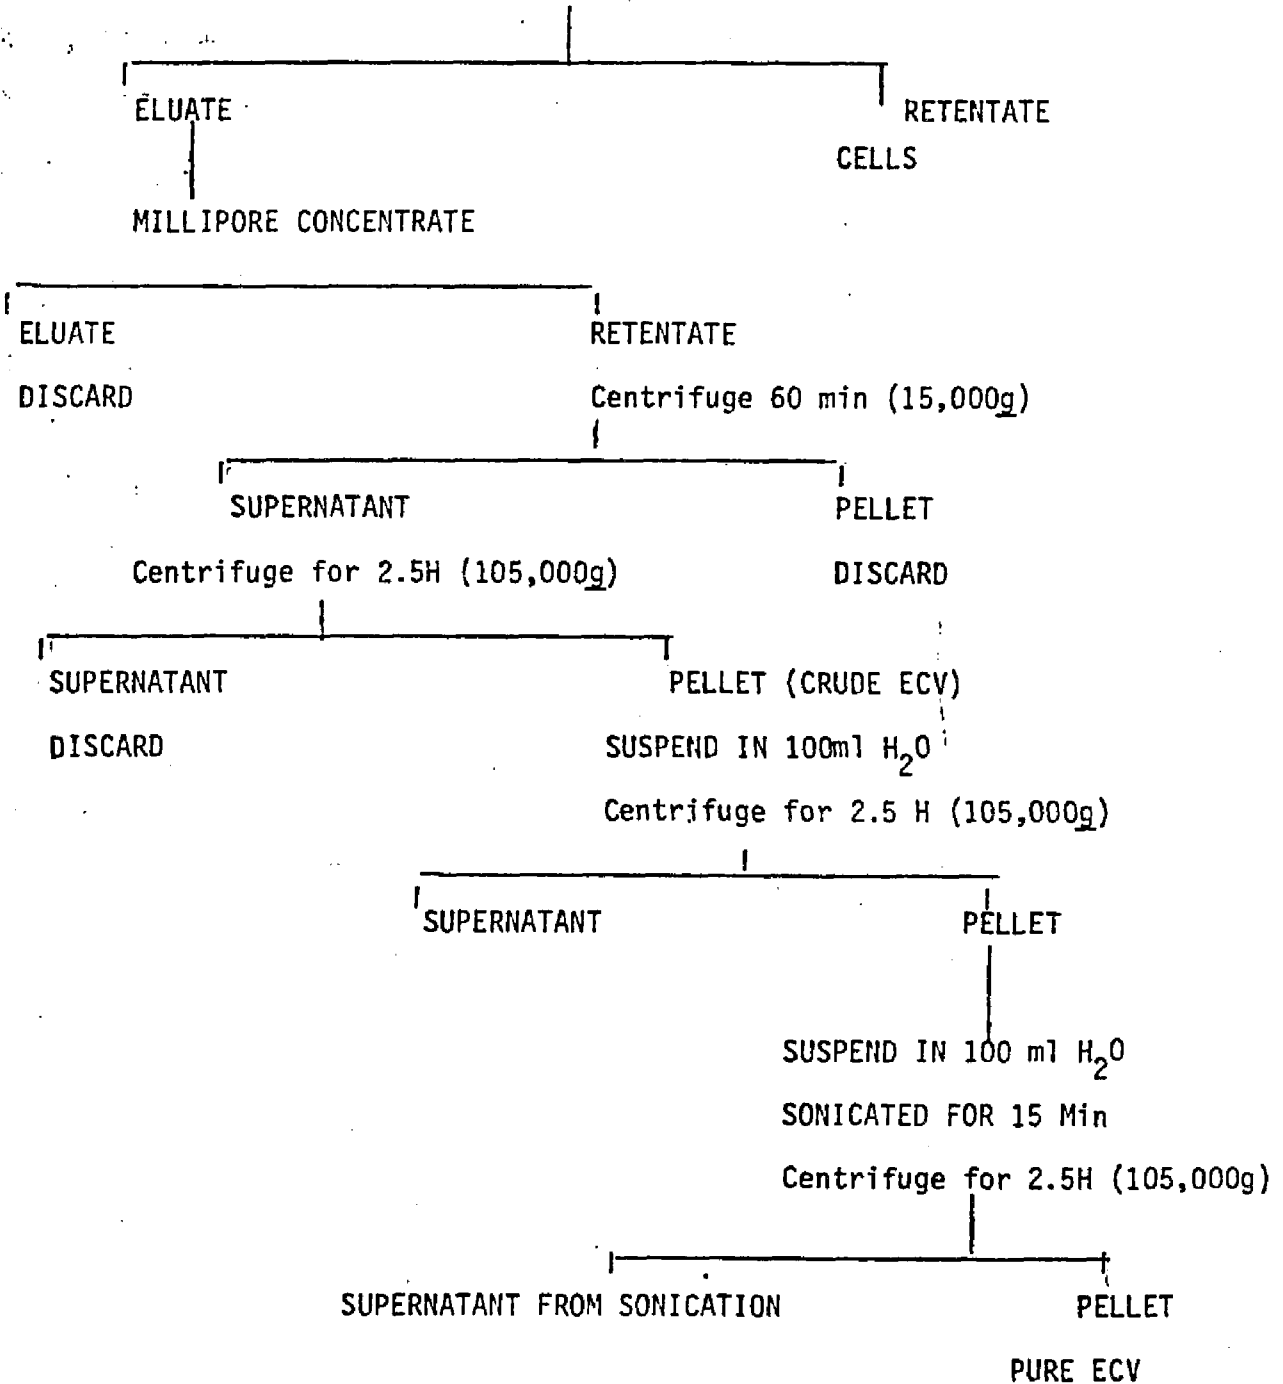 ELUATE RETENTATE
CELLS
MILLIPORE CONCENTRATE
ELUATE RETENTATE
DISCARD Centrifuge 60 min (15,000g)
SUPERNATANT PELLET
Centrifuge for 2.5H (105,000g) DISCARD
SUPERNATANT PELLET (CRUDE ECV)
DISCARD SUSPEND IN 100ml H₂O
Centrifuge for 2.5 H (105,000g)
SUPERNATANT PELLET
SUSPEND IN 100 ml H₂O
SONICATED FOR 15 Min
Centrifuge for 2.5H (105,000g)
SUPERNATANT FROM SONICATION PELLET
PURE ECV